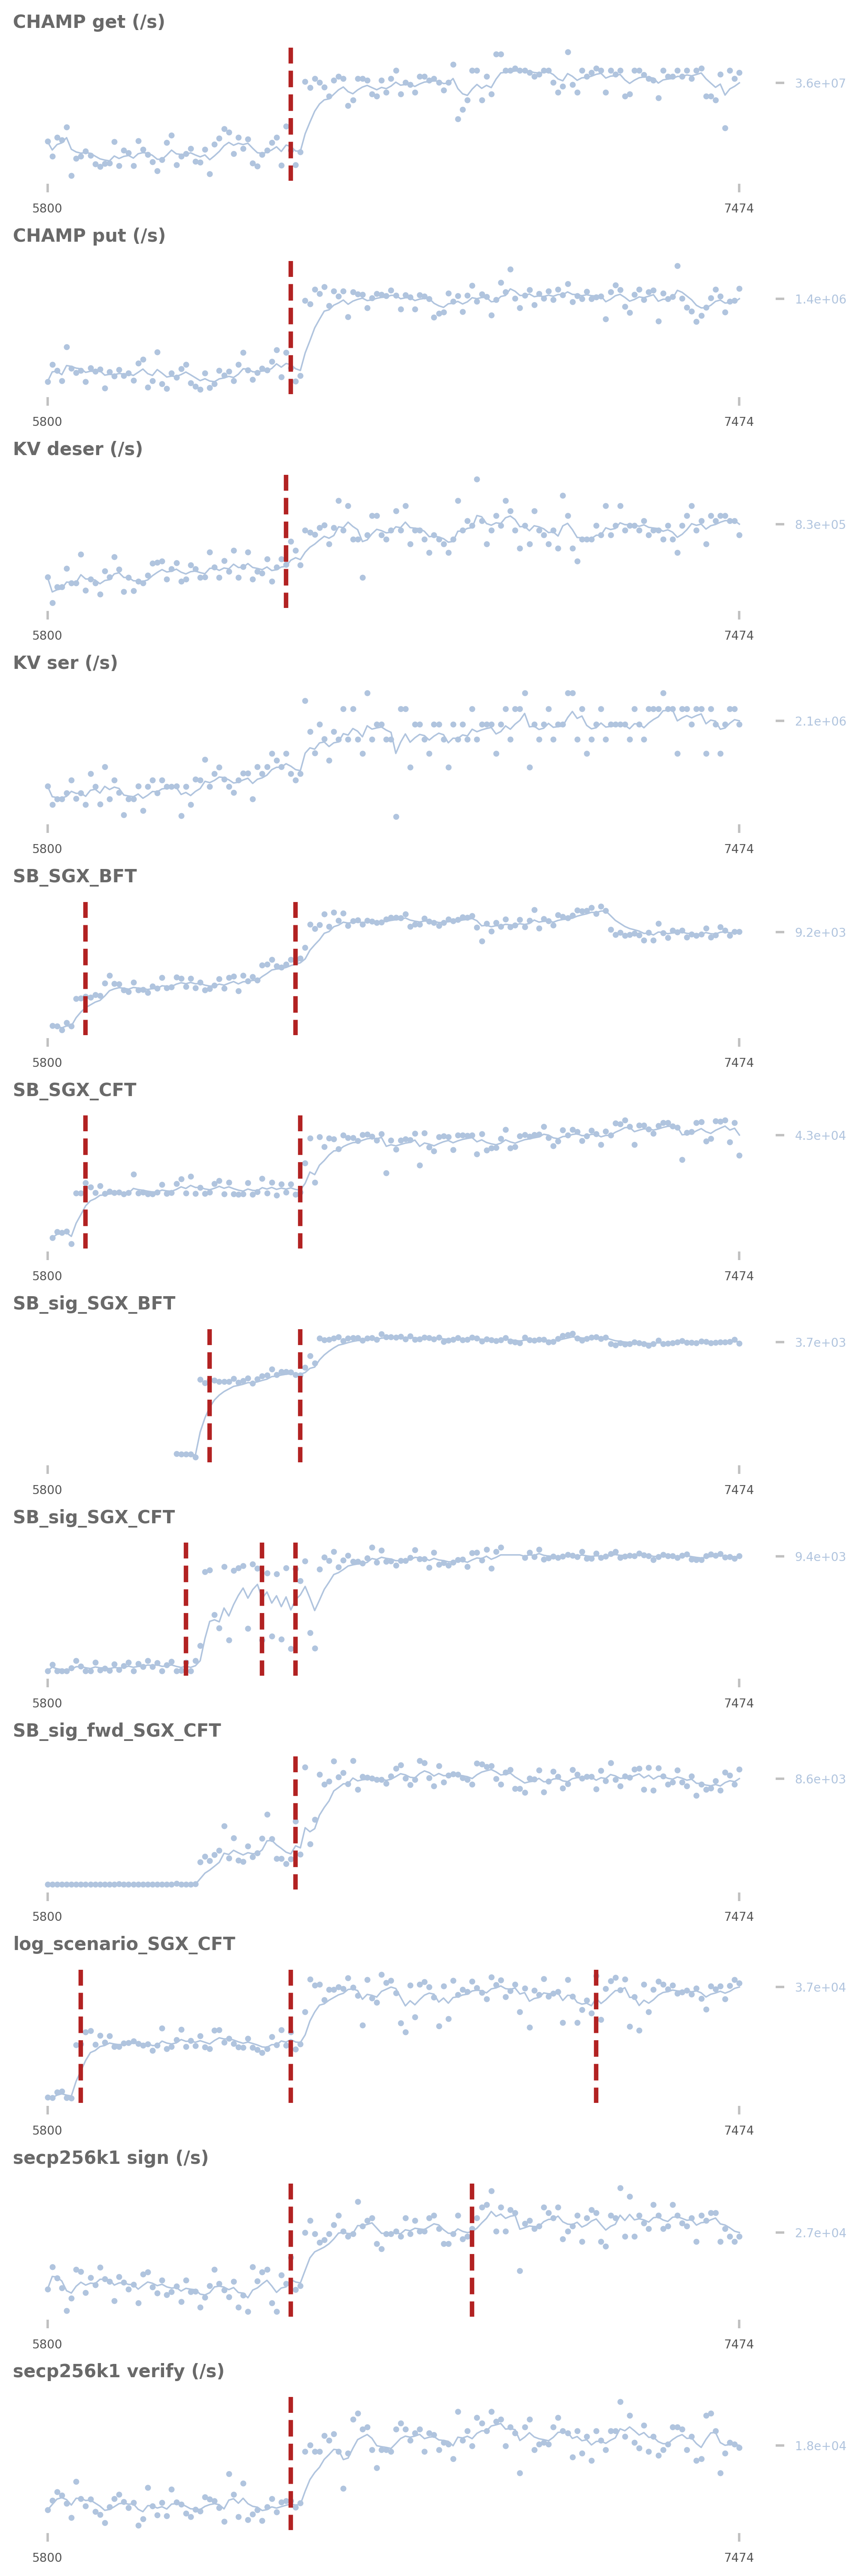 CHAMP get (/s)
3.6e+07
5800 7474
CHAMP put (/s)
1.4e+06
5800 7474
KV deser (/s)
8.3e+05
5800 7474
KV ser (/s)
2.1e+06
5800 7474
SB_SGX_BFT
9.2e+03
5800 7474
SB_SGX_CFT
4.3e+04
5800 7474
SB_sig_SGX_BFT
3.7e+03
5800 7474
SB_sig_SGX_CFT
9.4e+03
5800 7474
SB_sig_fwd_SGX_CFT
8.6e+03
5800 7474
log_scenario_SGX_CFT
3.7e+04
5800 7474
secp256k1 sign (/s)
2.7e+04
5800 7474
secp256k1 verify (/s)
1.8e+04
5800 7474